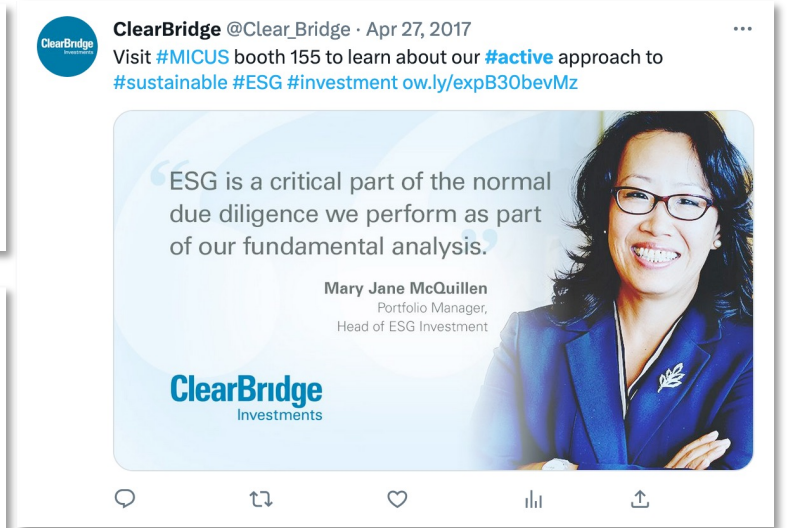 ClearBridge
Investments
ClearBridge @Clear_Bridge · Apr 27, 2017
Visit #MICUS booth 155 to learn about our #active approach to
#sustainable #ESG #investment ow.ly/expB30bevMz
“ESG is a critical part of the normal
due diligence we perform as part
of our fundamental analysis.”
Mary Jane McQuillen
Portfolio Manager,
Head of ESG Investment
ClearBridge
Investments